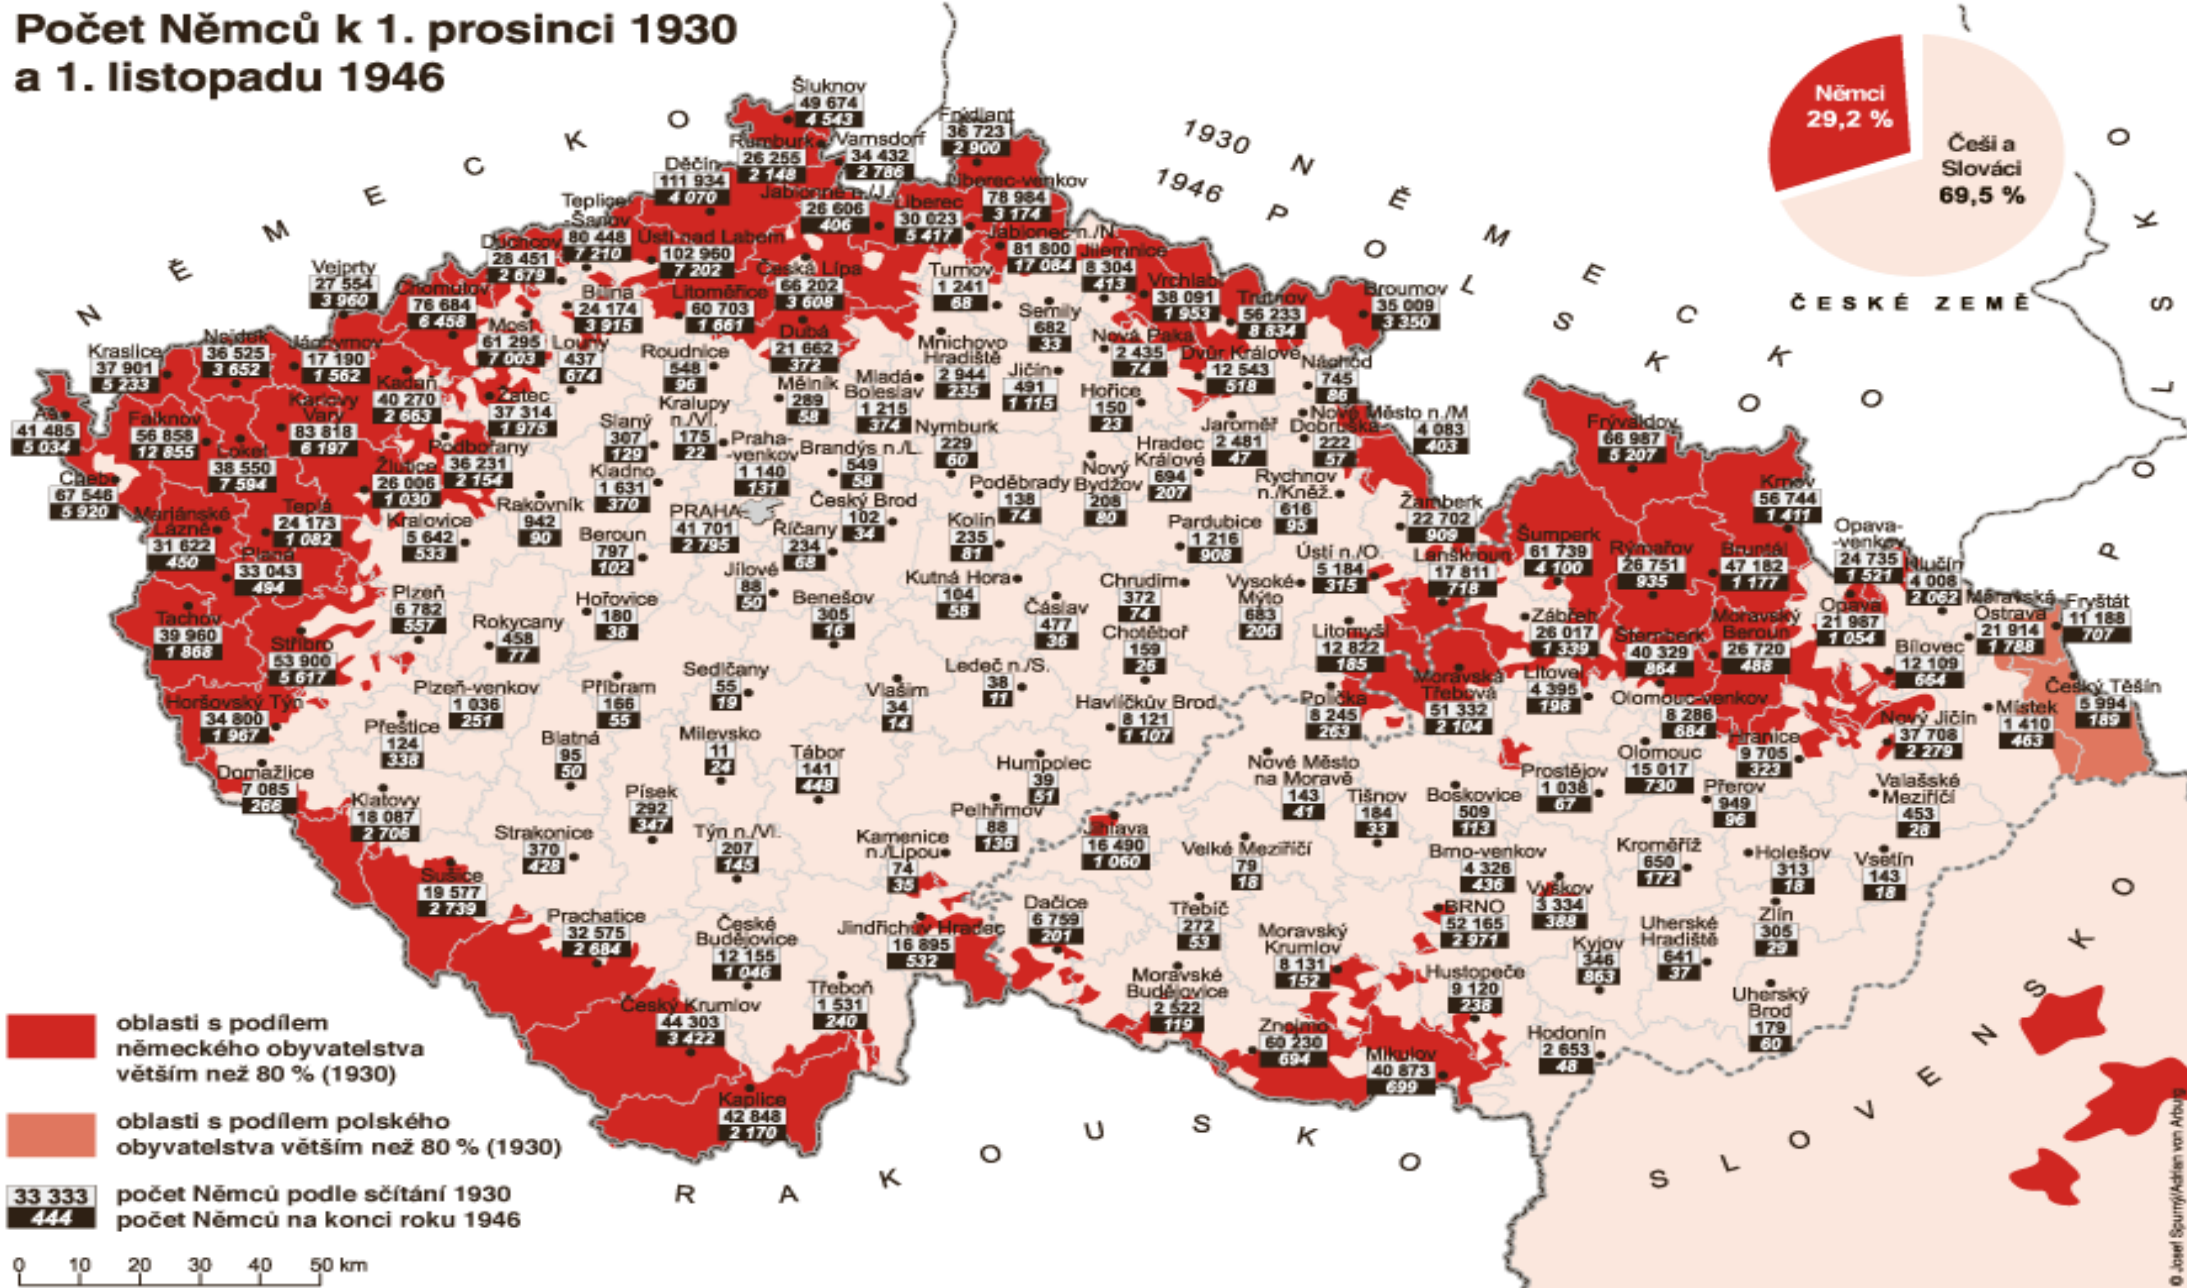 Počet Němců k 1. prosinci 1930
a 1. listopadu 1946
Němci
29,2 %
Češi a
Slováci
69,5 %
ČESKÉ ZEMĚ
1930 NĚMECKO
1946 POLSKO
NĚMECKO
POLSKO
SLOVENSKO
RAKOUSKO
Šluknov
49 674
4 543
Rumburk
26 255
2 148
Varnsdorf
34 432
2 786
Frýdlant
36 723
2 900
Děčín
111 934
4 070
Jablonné n./J.
26 606
406
Liberec
30 023
5 417
Liberec-venkov
78 984
3 174
Teplice
-Šanov
80 448
7 210
Duchcov
28 451
2 679
Ústí nad Labem
102 960
7 202
Česká Lípa
66 202
3 608
Jablonec n./N.
81 800
17 084
Jilemnice
8 304
413
Vrchlabí
38 091
1 953
Trutnov
56 233
8 834
Broumov
35 009
3 350
Vejprty
27 554
3 960
Chomutov
76 684
6 458
Bílina
24 174
3 915
Litoměřice
60 703
1 661
Turnov
1 241
68
Semily
682
33
Most
61 295
7 003
Louny
437
674
Roudnice
548
96
Dubá
21 662
372
Mnichovo
Hradiště
2 944
235
Nová Paka
2 435
74
Dvůr Králové
12 543
518
Náchod
745
86
Kraslice
37 901
5 233
Nejdek
36 525
3 652
Jáchymov
17 190
1 562
Kadaň
40 270
2 663
Žatec
37 314
1 975
Mělník
289
58
Mladá
Boleslav
1 215
374
Jičín
491
1 115
Hořice
150
23
Aš
41 485
5 034
Falknov
56 858
12 855
Karlovy
Vary
83 818
6 197
Loket
38 550
7 594
Podbořany
36 231
2 154
Žlutice
26 006
1 030
Slaný
307
129
Kralupy
n./Vl.
175
22
Praha-
-venkov
1 140
131
Brandýs n./L.
549
58
Nymburk
229
60
Jaroměř
2 481
47
Dobruška
222
57
Nové Město n./M
4 083
403
Cheb
67 546
5 920
Mariánské
Lázně
31 622
450
Teplá
24 173
1 082
Kralovice
5 642
533
Rakovník
942
90
Kladno
1 631
370
PRAHA
41 701
2 795
Český Brod
102
34
Poděbrady
138
74
Nový
Bydžov
208
80
Hradec
Králové
694
207
Rychnov
n./Kněž.
616
95
Žamberk
22 702
909
Planá
33 043
494
Beroun
797
102
Říčany
234
68
Kolín
235
81
Pardubice
1 216
908
Ústí n./O.
5 184
315
Lanškroun
17 811
718
Šumperk
61 739
4 100
Frývaldov
66 987
5 207
Krnov
56 744
1 411
Rýmařov
26 751
935
Bruntál
47 182
1 177
Opava-
-venkov
24 735
1 521
Hlučín
4 008
2 062
Tachov
39 960
1 868
Stříbro
53 900
5 617
Plzeň
6 782
557
Rokycany
458
77
Hořovice
180
38
Jílové
88
50
Benešov
305
16
Kutná Hora
104
58
Čáslav
477
36
Chrudim
372
74
Chotěboř
159
26
Vysoké
Mýto
683
206
Litomyšl
12 822
185
Zábřeh
26 017
1 339
Šternberk
40 329
864
Moravský
Beroun
26 720
488
Opava
21 987
1 054
Bílovec
12 109
664
Moravská
Ostrava
21 914
1 788
Fryštát
11 188
707
Český Těšín
5 994
189
Horšovský Týn
34 800
1 967
Plzeň-venkov
1 036
251
Příbram
166
55
Sedlčany
55
19
Vlašim
34
14
Ledeč n./S.
38
11
Havlíčkův Brod
8 121
1 107
Polička
8 245
263
Moravská
Třebová
51 332
2 104
Litovel
4 395
196
Olomouc-venkov
8 286
684
Hranice
9 705
323
Nový Jičín
37 708
2 279
Místek
1 410
463
Domažlice
7 085
266
Přeštice
124
338
Blatná
95
50
Milevsko
11
24
Tábor
141
448
Humpolec
39
51
Pelhřimov
88
136
Nové Město
na Moravě
143
41
Tišnov
184
33
Boskovice
509
113
Prostějov
1 038
67
Olomouc
15 017
730
Přerov
949
96
Valašské
Meziříčí
453
28
Klatovy
18 087
2 706
Strakonice
370
428
Písek
292
347
Týn n./Vl.
207
145
Kamenice
n./Lipou
74
35
Jihlava
16 490
1 060
Velké Meziříčí
79
18
Brno-venkov
4 326
436
Vyškov
3 334
388
Kroměříž
650
172
Holešov
313
18
Vsetín
143
18
Sušice
19 577
2 739
Prachatice
32 575
2 684
České
Budějovice
12 155
1 046
Jindřichův Hradec
16 895
532
Dačice
6 759
201
Třebíč
272
53
Moravský
Krumlov
8 131
152
BRNO
52 165
2 971
Kyjov
346
863
Uherské
Hradiště
641
37
Zlín
305
29
Český Krumlov
44 303
3 422
Třeboň
1 531
240
Moravské
Budějovice
2 522
119
Znojmo
60 230
694
Hustopeče
9 120
238
Mikulov
40 873
699
Hodonín
2 653
48
Uherský
Brod
179
60
Kaplice
42 848
2 170
oblasti s podílem
německého obyvatelstva
větším než 80 % (1930)
oblasti s podílem polského
obyvatelstva větším než 80 % (1930)
33 333 počet Němců podle sčítání 1930
444 počet Němců na konci roku 1946
0 10 20 30 40 50 km
© Josef Spurný/Adrian von Arburg